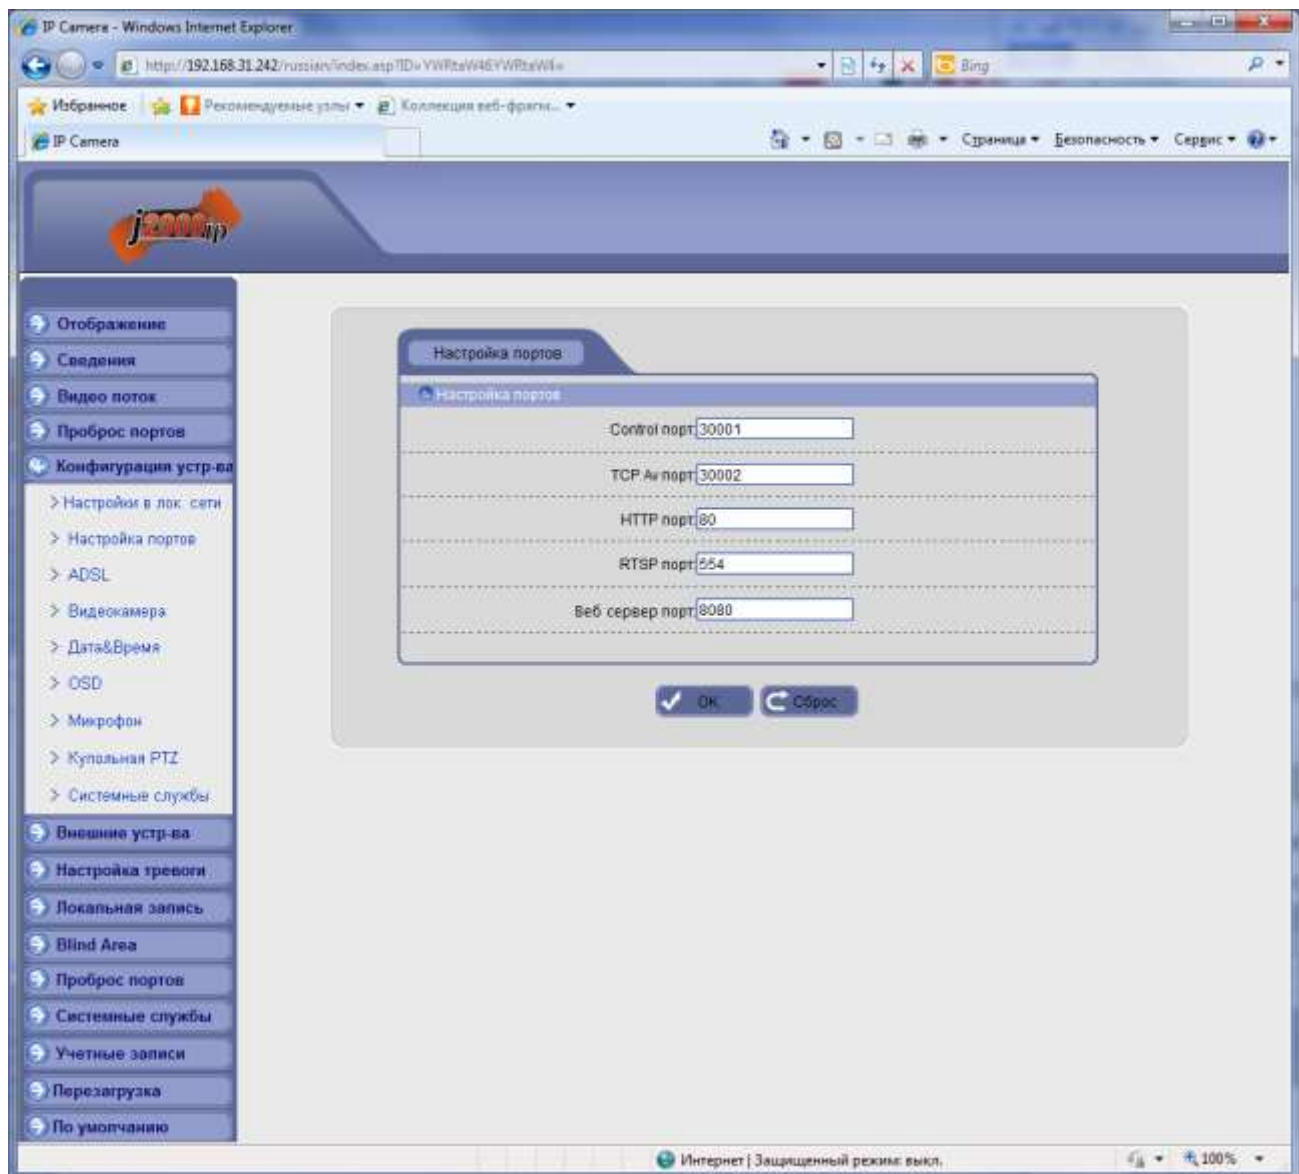 IP Camera - Windows Internet Explorer
http://192.168.31.242/russian/index.asp?ID=YWRtaW46YWRtaW4=
Bing
Избранное
Рекомендуемые узлы
Коллекция веб-фрагм...
IP Camera
Страница
Безопасность
Сервис
j2000ip
Отображение
Сведения
Видео поток
Проброс портов
Конфигурация устр-ва
> Настройки в лок. сети
> Настройка портов
> ADSL
> Видеокамера
> Дата&Время
> OSD
> Микрофон
> Купольная PTZ
> Системные службы
Внешние устр-ва
Настройка тревоги
Локальная запись
Blind Area
Проброс портов
Системные службы
Учетные записи
Перезагрузка
По умолчанию
Настройка портов
Настройка портов
Control порт: 30001
TCP Av порт: 30002
HTTP порт: 80
RTSP порт: 554
Веб сервер порт: 8080
OK
Сброс
Интернет | Защищенный режим: выкл.
100%